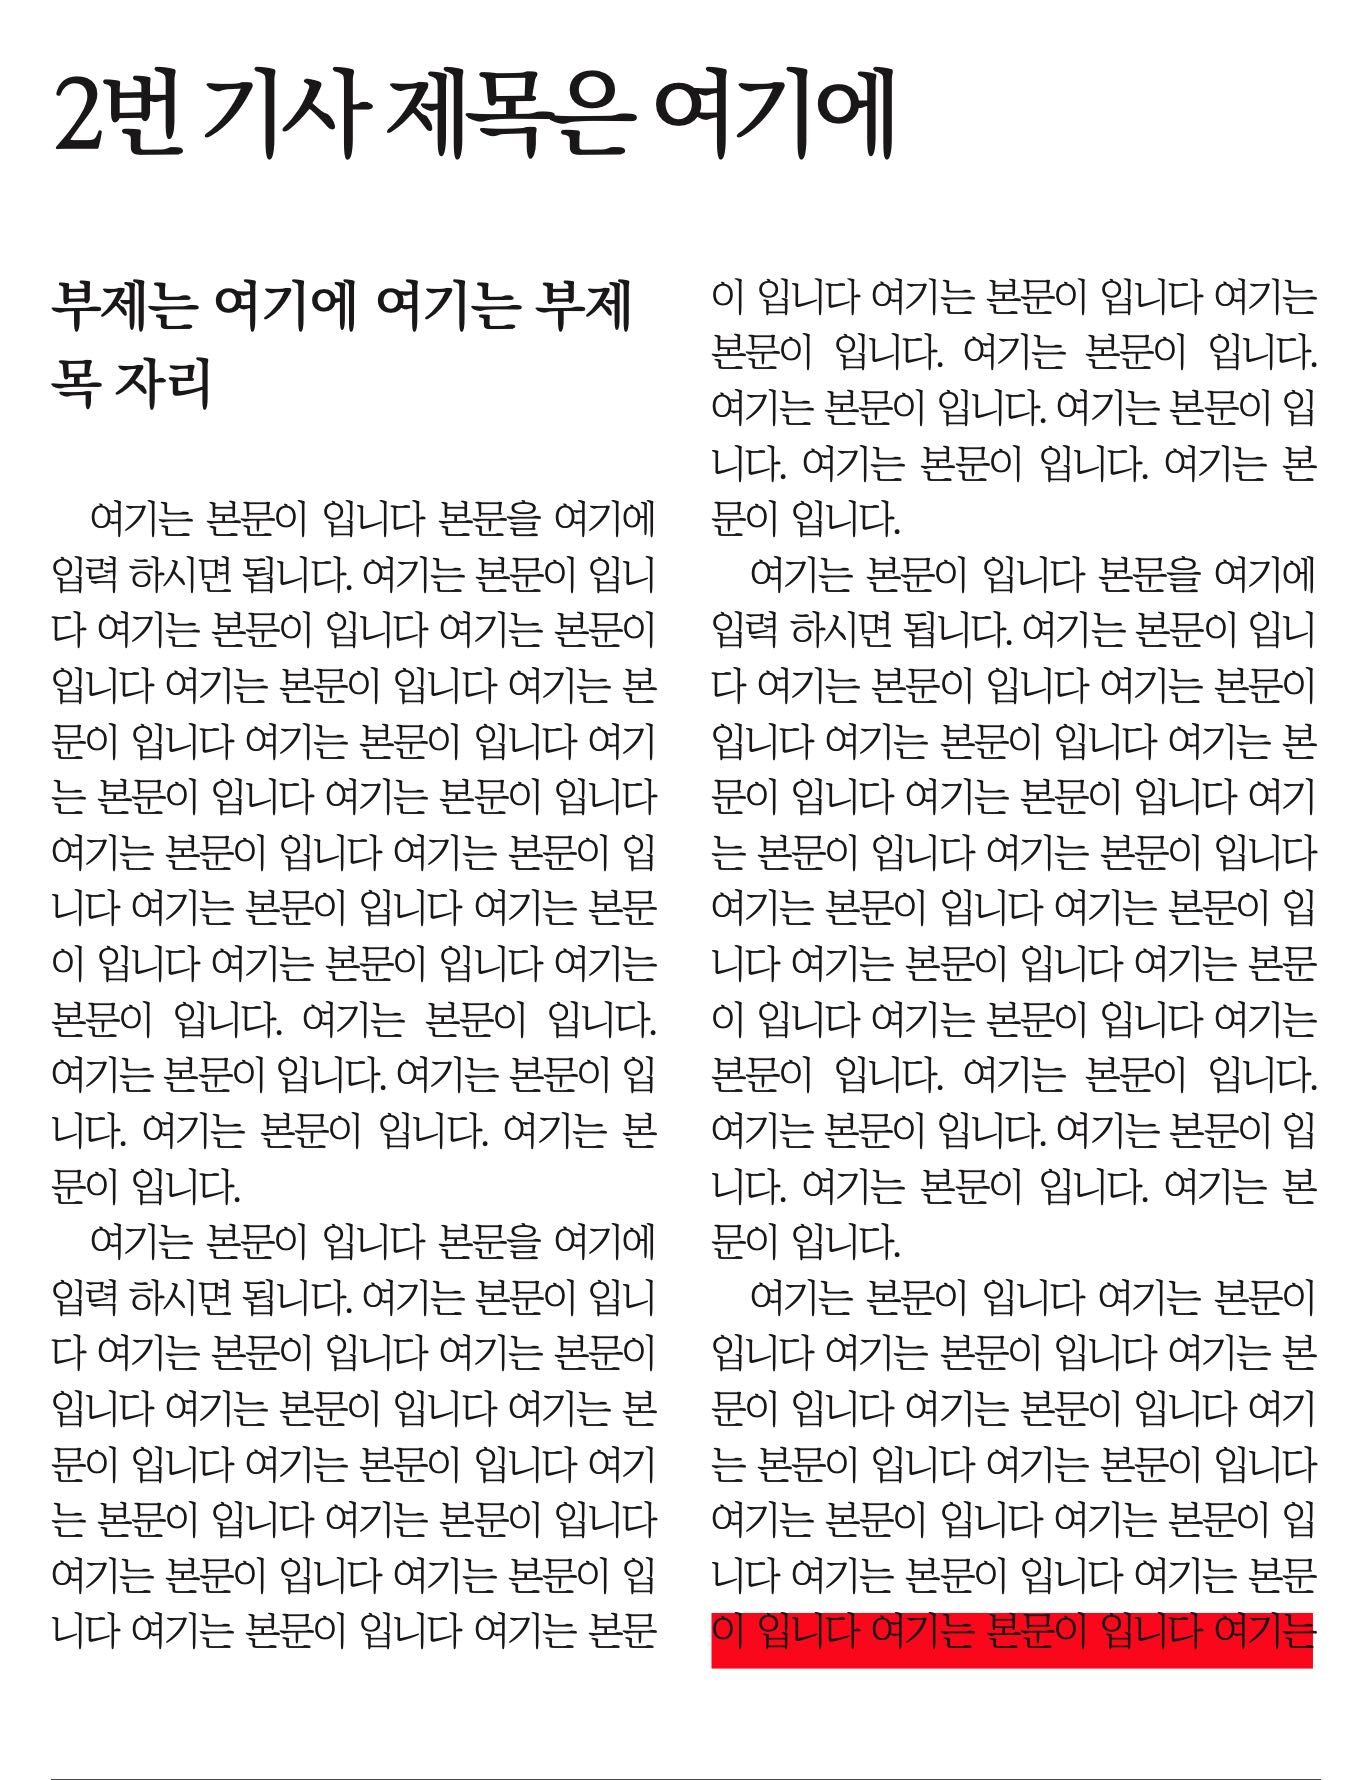 2번 기사 제목은 여기에
부제는 여기에 여기는 부제
목 자리
여기는 본문이 입니다 본문을 여기에
입력 하시면 됩니다. 여기는 본문이 입니
다 여기는 본문이 입니다 여기는 본문이
입니다 여기는 본문이 입니다 여기는 본
문이 입니다 여기는 본문이 입니다 여기
는 본문이 입니다 여기는 본문이 입니다
여기는 본문이 입니다 여기는 본문이 입
니다 여기는 본문이 입니다 여기는 본문
이 입니다 여기는 본문이 입니다 여기는
본문이 입니다. 여기는 본문이 입니다.
여기는 본문이 입니다. 여기는 본문이 입
니다. 여기는 본문이 입니다. 여기는 본
문이 입니다.
여기는 본문이 입니다 본문을 여기에
입력 하시면 됩니다. 여기는 본문이 입니
다 여기는 본문이 입니다 여기는 본문이
입니다 여기는 본문이 입니다 여기는 본
문이 입니다 여기는 본문이 입니다 여기
는 본문이 입니다 여기는 본문이 입니다
여기는 본문이 입니다 여기는 본문이 입
니다 여기는 본문이 입니다 여기는 본문
이 입니다 여기는 본문이 입니다 여기는
본문이 입니다. 여기는 본문이 입니다.
여기는 본문이 입니다. 여기는 본문이 입
니다. 여기는 본문이 입니다. 여기는 본
문이 입니다.
여기는 본문이 입니다 본문을 여기에
입력 하시면 됩니다. 여기는 본문이 입니
다 여기는 본문이 입니다 여기는 본문이
입니다 여기는 본문이 입니다 여기는 본
문이 입니다 여기는 본문이 입니다 여기
는 본문이 입니다 여기는 본문이 입니다
여기는 본문이 입니다 여기는 본문이 입
니다 여기는 본문이 입니다 여기는 본문
이 입니다 여기는 본문이 입니다 여기는
본문이 입니다. 여기는 본문이 입니다.
여기는 본문이 입니다. 여기는 본문이 입
니다. 여기는 본문이 입니다. 여기는 본
문이 입니다.
여기는 본문이 입니다 여기는 본문이
입니다 여기는 본문이 입니다 여기는 본
문이 입니다 여기는 본문이 입니다 여기
는 본문이 입니다 여기는 본문이 입니다
여기는 본문이 입니다 여기는 본문이 입
니다 여기는 본문이 입니다 여기는 본문
이 입니다 여기는 본문이 입니다 여기는